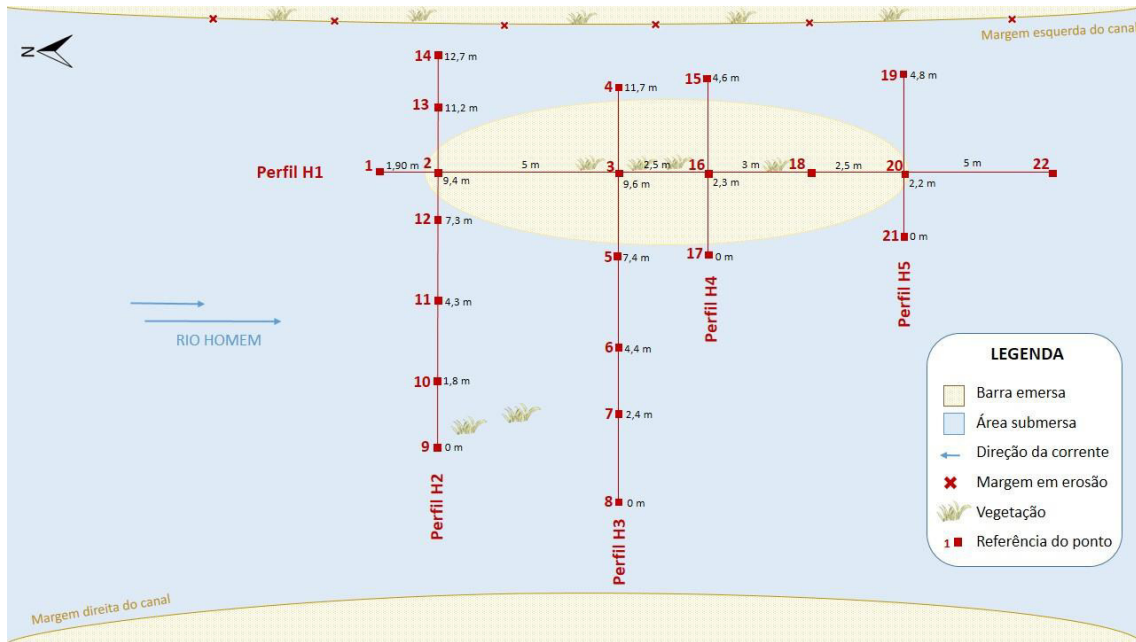 Margem esquerda do canal
N
14 12,7 m
19 4,8 m
15 4,6 m
4 11,7 m
13 11,2 m
Perfil H1
1 1,90 m 2 5 m 3 2,5 m 16 3 m 18 2,5 m 20 5 m 22
9,4 m 9,6 m 2,3 m 2,2 m
12 7,3 m
21 0 m
5 7,4 m
17 0 m
Perfil H5
Perfil H4
11 4,3 m
RIO HOMEM
6 4,4 m
10 1,8 m
7 2,4 m
9 0 m
Perfil H2
8 0 m
Perfil H3
LEGENDA
Barra emersa
Área submersa
Direção da corrente
Margem em erosão
Vegetação
1 Referência do ponto
Margem direita do canal